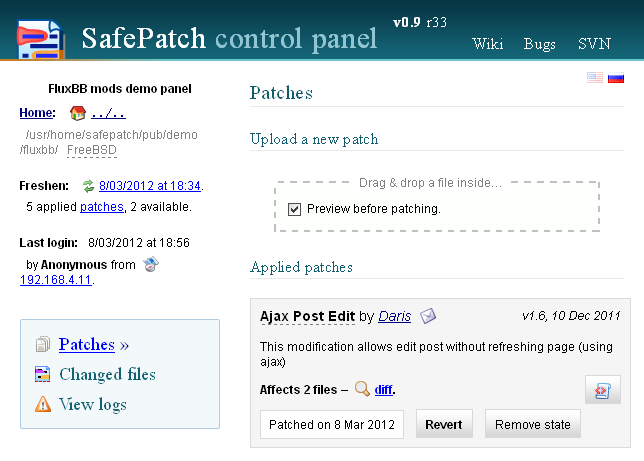 SafePatch control panel v0.9 r33
Wiki Bugs SVN
FluxBB mods demo panel
Home: ../..
/usr/home/safepatch/pub/demo
/fluxbb/ FreeBSD
Freshen: 8/03/2012 at 18:34.
5 applied patches, 2 available.
Last login: 8/03/2012 at 18:56
by Anonymous from
192.168.4.11.
Patches »
Changed files
View logs
Patches
Upload a new patch
Drag & drop a file inside...
Preview before patching.
Applied patches
Ajax Post Edit by Daris v1.6, 10 Dec 2011
This modification allows edit post without refreshing page (using
ajax)
Affects 2 files – diff.
Patched on 8 Mar 2012 Revert Remove state